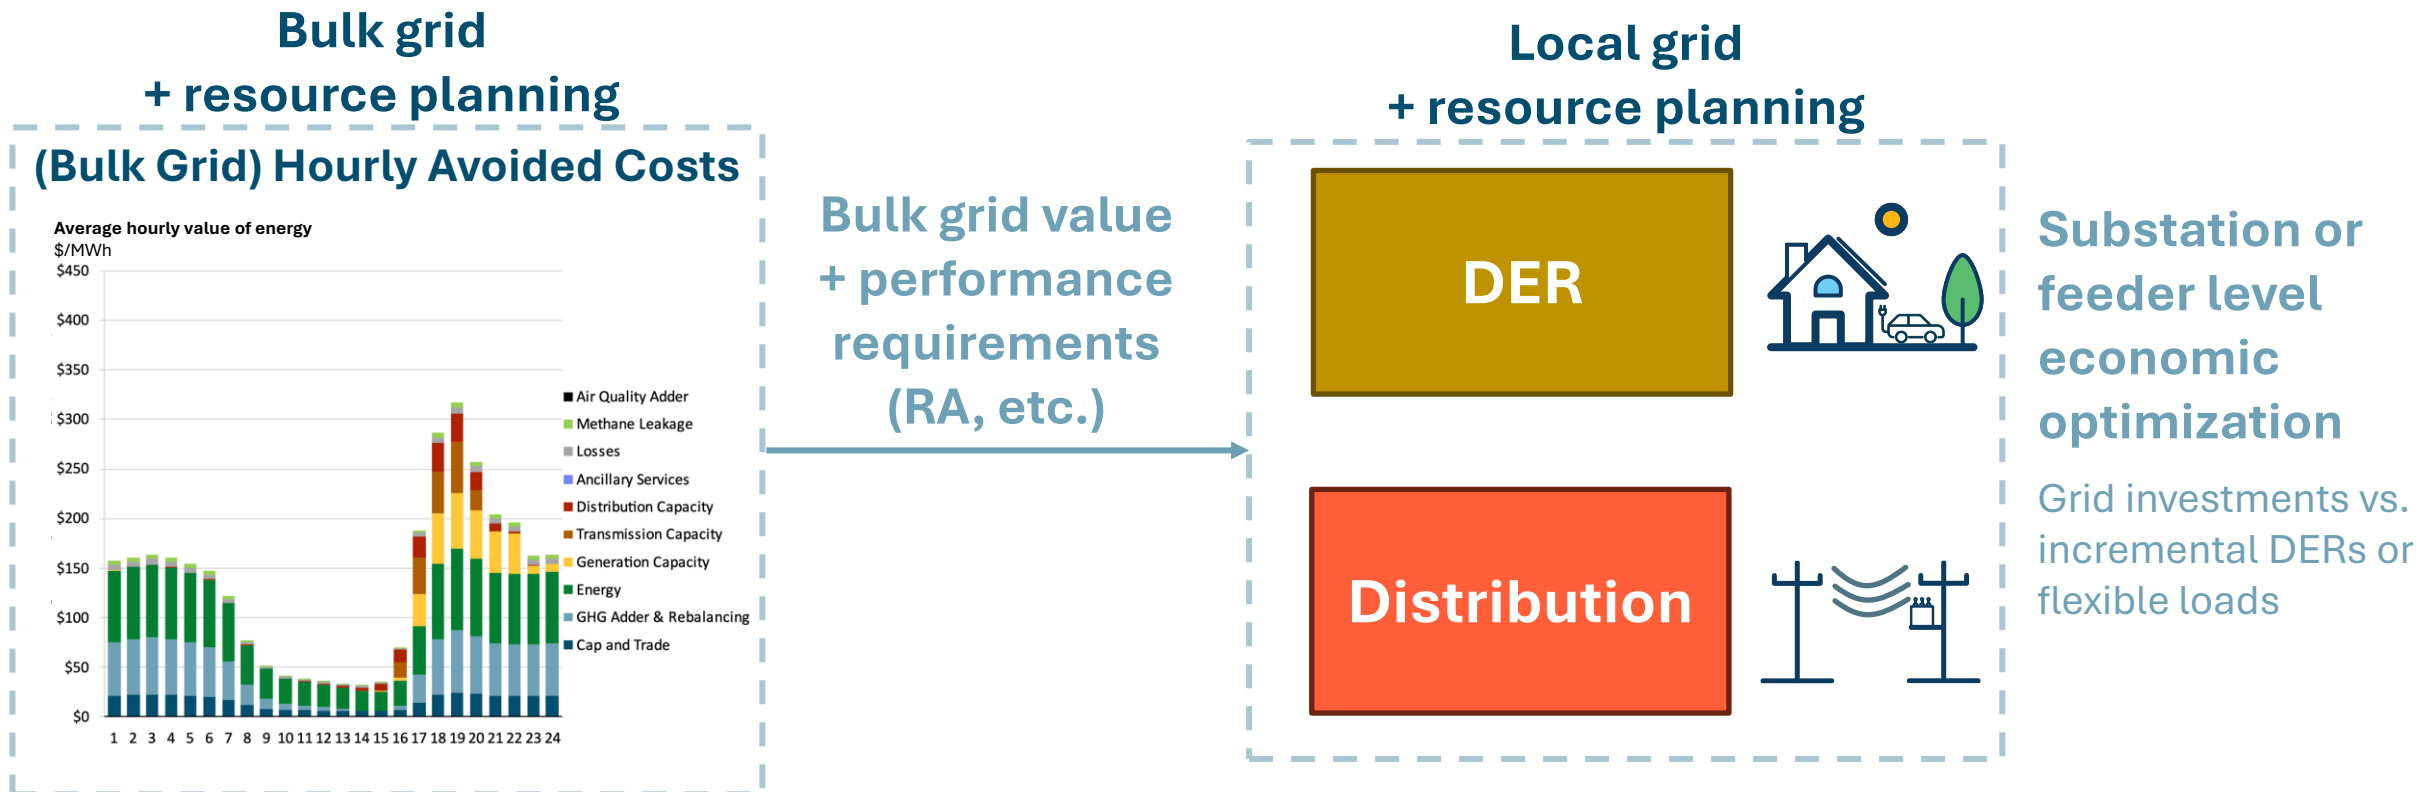 Bulk grid
+ resource planning
(Bulk Grid) Hourly Avoided Costs
Average hourly value of energy
$/MWh
$450
$400
$350
$300
$250
$200
$150
$100
$50
$0
1 2 3 4 5 6 7 8 9 10 11 12 13 14 15 16 17 18 19 20 21 22 23 24
Air Quality Adder
Methane Leakage
Losses
Ancillary Services
Distribution Capacity
Transmission Capacity
Generation Capacity
Energy
GHG Adder & Rebalancing
Cap and Trade
Bulk grid value
+ performance
requirements
(RA, etc.)
Local grid
+ resource planning
DER
Distribution
Substation or
feeder level
economic
optimization
Grid investments vs.
incremental DERs or
flexible loads